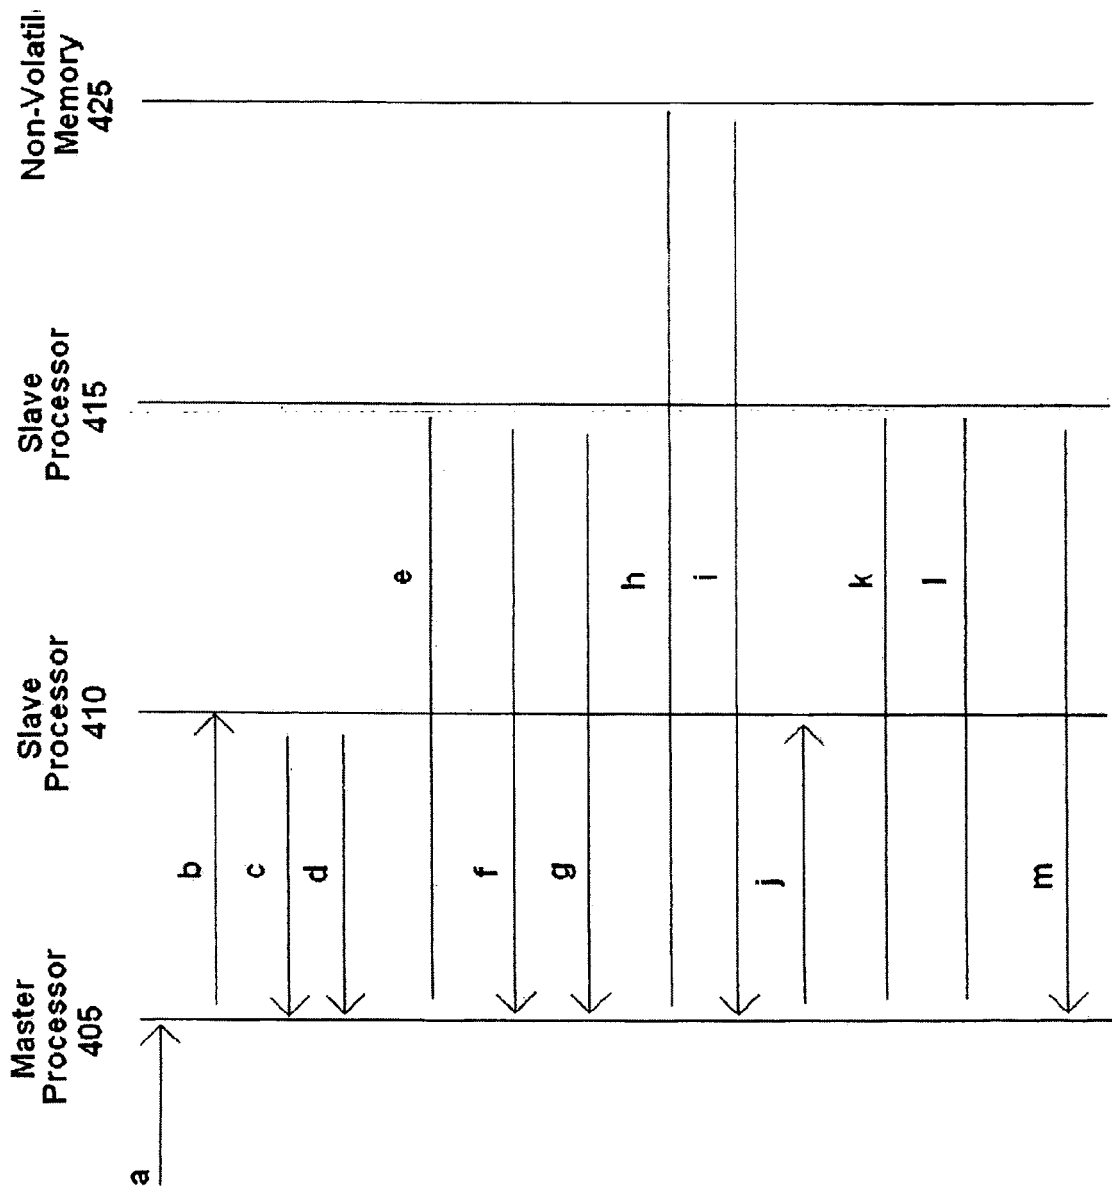 Master
Processor
405
Slave
Processor
410
Slave
Processor
415
Non-Volatil
Memory
425
a
b
c
d
e
f
g
h
i
j
k
l
m